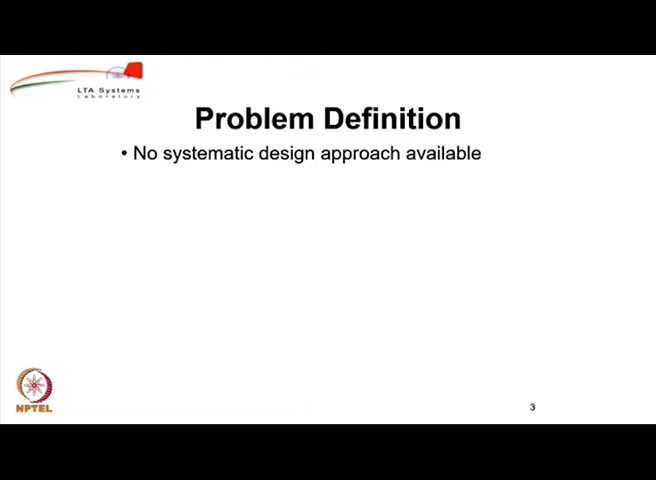 LTA Systems
Laboratory
Problem Definition
• No systematic design approach available
NPTEL
3